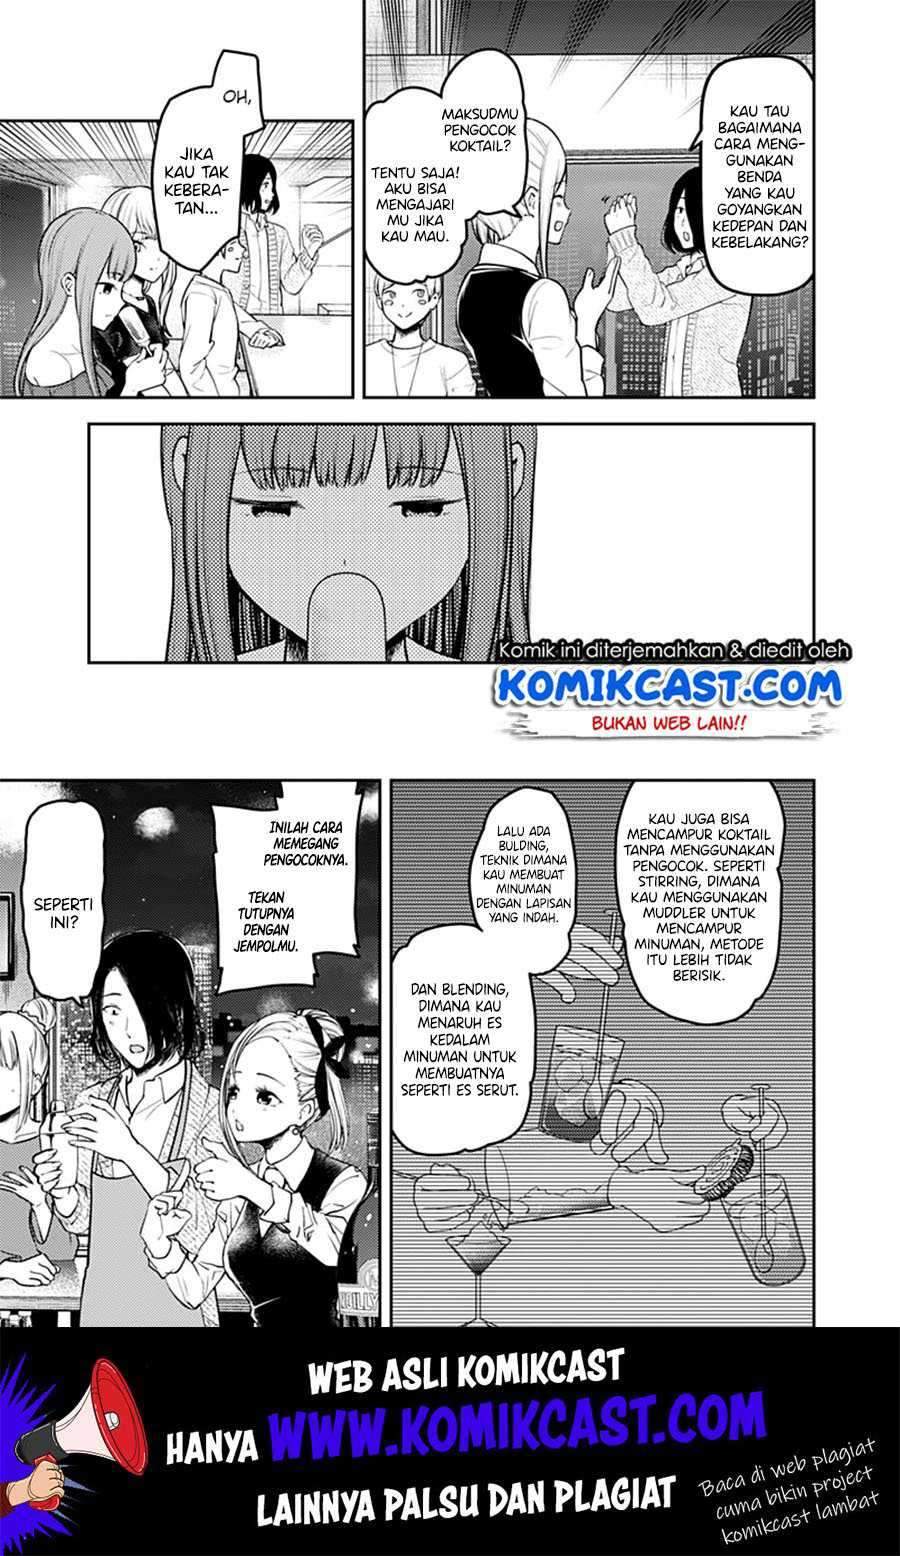 KAU TAU
BAGAIMANA
CARA MENG-
GUNAKAN
BENDA
YANG KAU
GOYANGKAN
KEDEPAN DAN
KEBELAKANG?
MAKSUDMU
PENGOCOK
KOKTAIL?
TENTU SAJA!
AKU BISA
MENGAJARI
MU JIKA
KAU MAU.
OH,
JIKA
KAU TAK
KEBERA-
TAN...
Komik ini diterjemahkan & diedit oleh
KOMIKCAST.COM
BUKAN WEB LAIN!!
KAU JUGA BISA
MENCAMPUR KOKTAIL
TANPA MENGGUNAKAN
PENGOCOK. SEPERTI
STIRRING, DIMANA
KAU MENGGUNAKAN
MUDDLER UNTUK
MENCAMPUR
MINUMAN, METODE
ITU LEBIH TIDAK
BERISIK.
LALU ADA
BULDING,
TEKNIK DIMANA
KAU MEMBUAT
MINUMAN
DENGAN LAPISAN
YANG INDAH.
DAN BLENDING,
DIMANA KAU
MENARUH ES
KEDALAM
MINUMAN UNTUK
MEMBUATNYA
SEPERTI ES SERUT.
INILAH CARA
MEMEGANG
PENGOCOKNYA.
TEKAN
TUTUPNYA
DENGAN
JEMPOLMU.
SEPERTI
INI?
WEB ASLI KOMIKCAST
HANYA WWW.KOMIKCAST.COM
LAINNYA PALSU DAN PLAGIAT
Baca di web plagiat
cuma bikin project
komikcast lambat